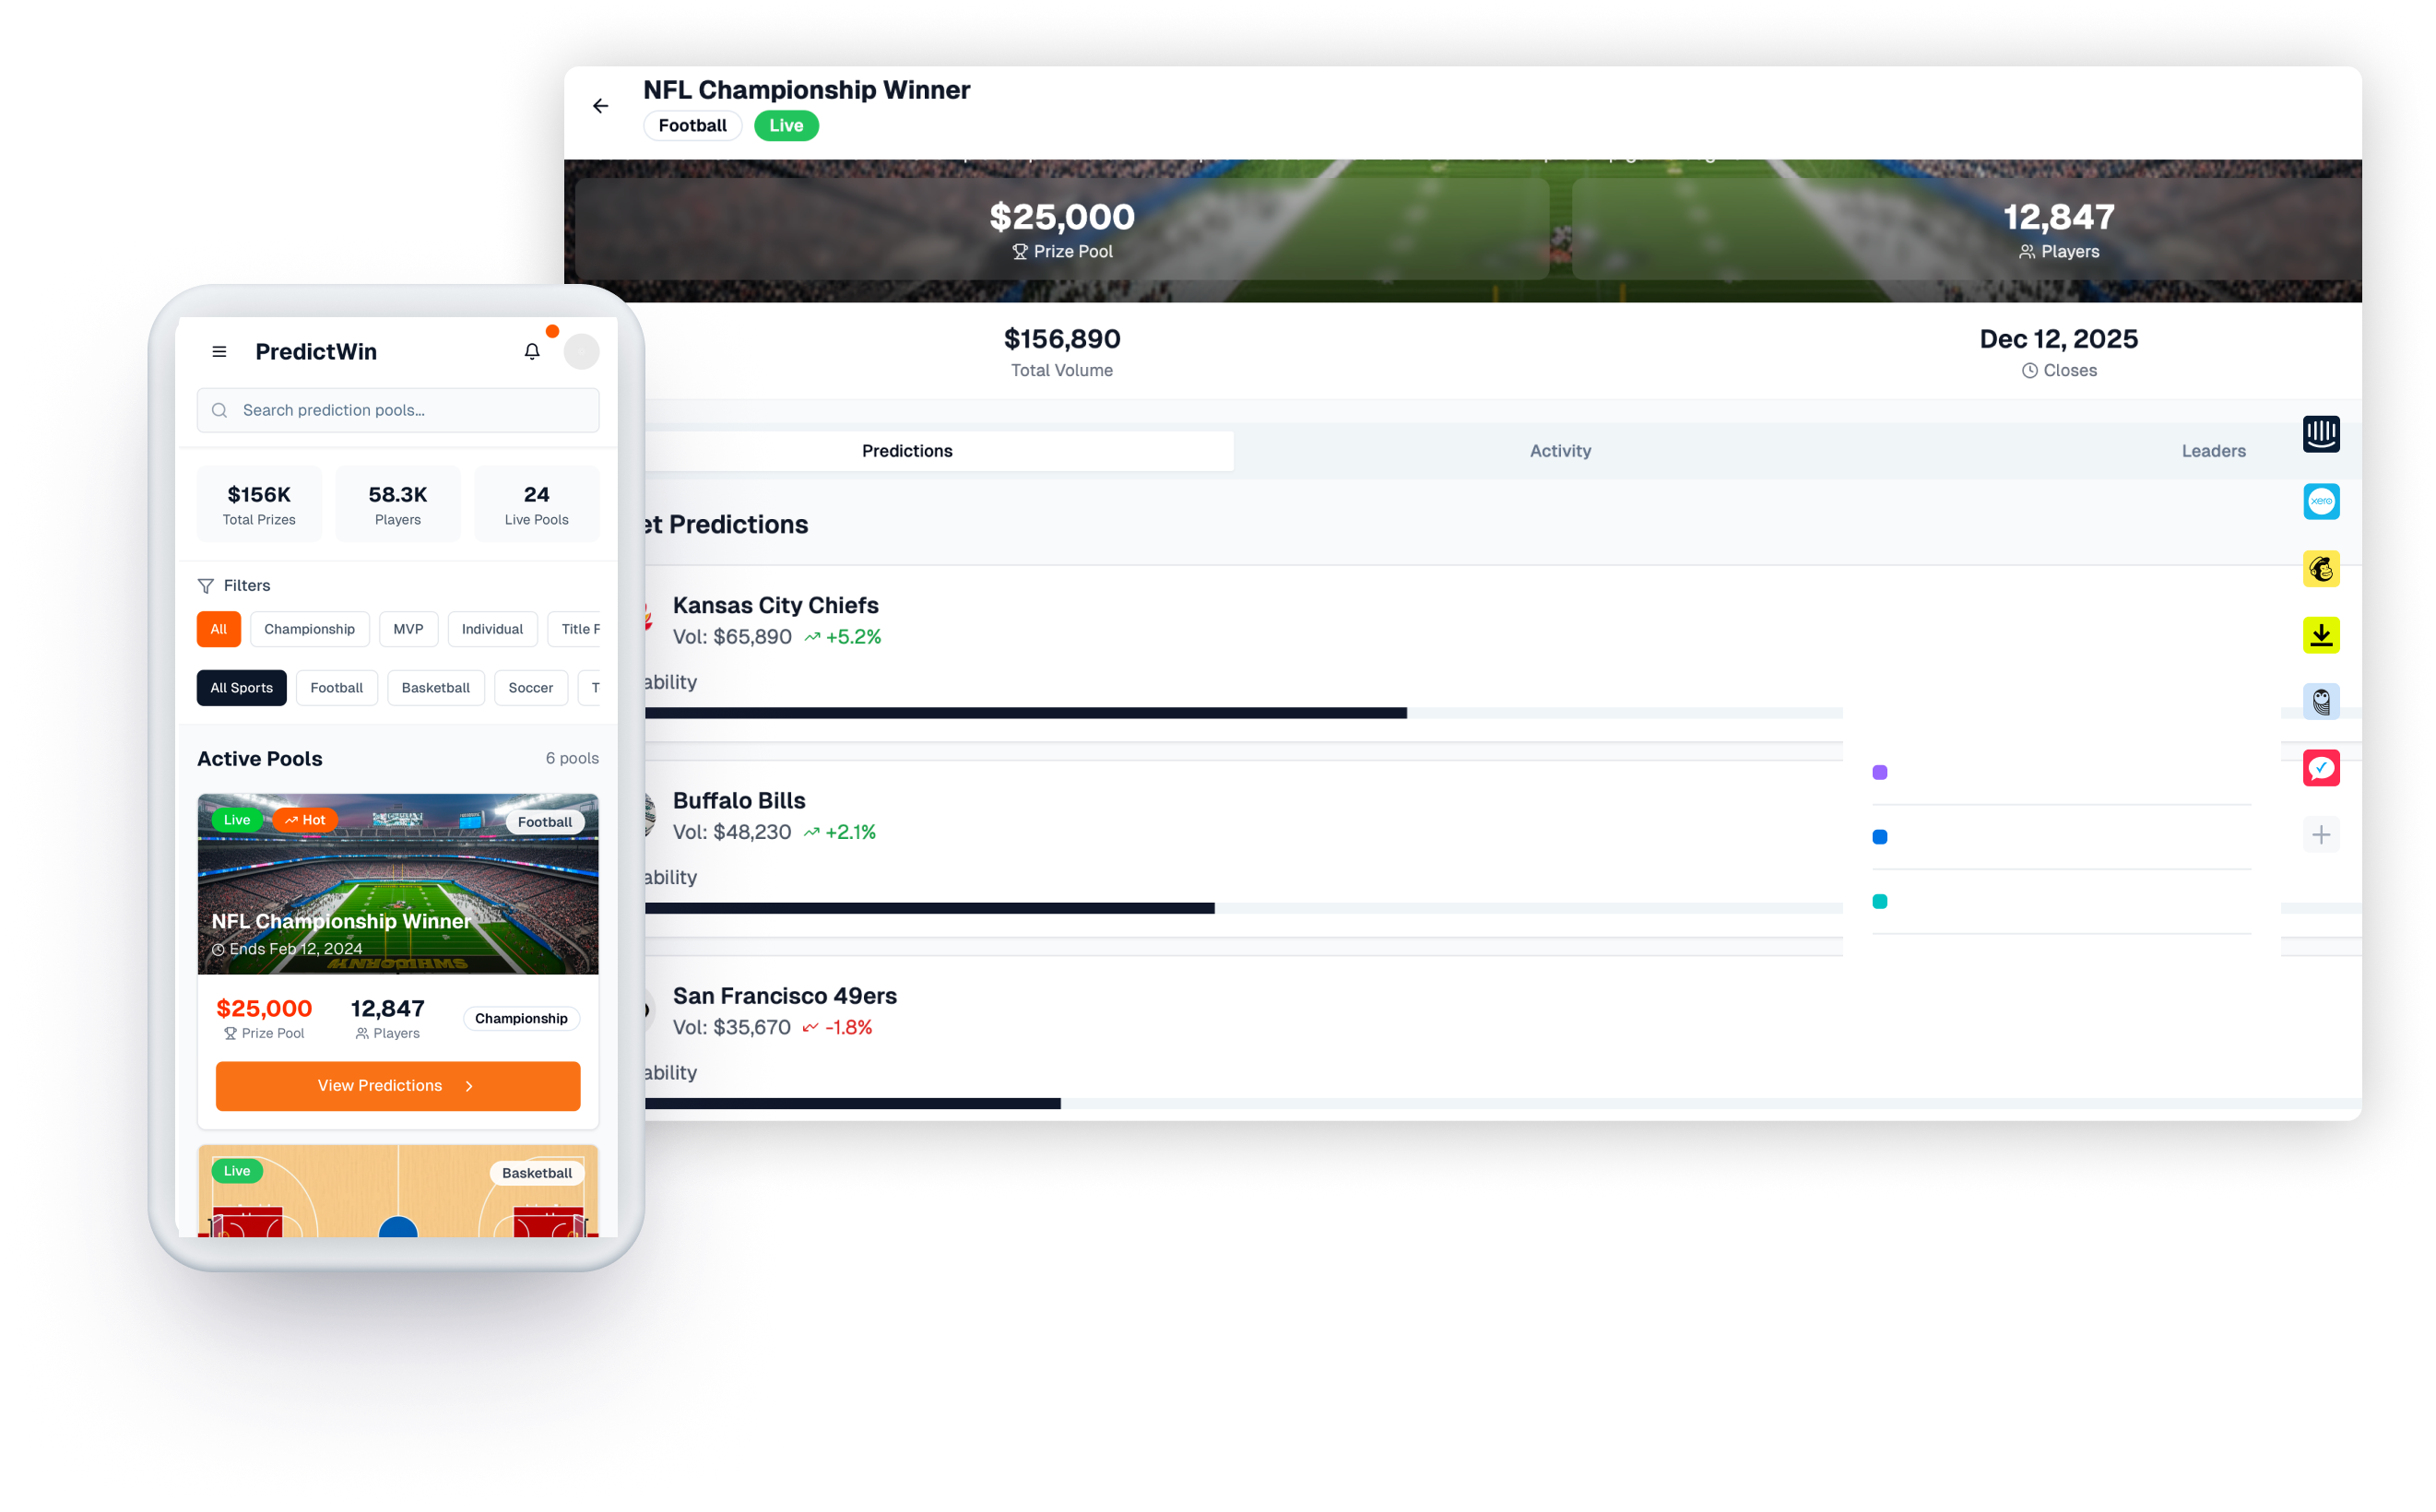 NFL Championship Winner
Football
Live
$25,000
Prize Pool
12,847
Players
$156,890
Total Volume
Dec 12, 2025
Closes
Predictions
Activity
Leaders
et Predictions
Kansas City Chiefs
Vol: $65,890 +5.2%
ability
Buffalo Bills
Vol: $48,230 +2.1%
ability
San Francisco 49ers
Vol: $35,670 -1.8%
ability
xero
PredictWin
Search prediction pools...
$156K
Total Prizes
58.3K
Players
24
Live Pools
Filters
All
Championship
MVP
Individual
Title F
All Sports
Football
Basketball
Soccer
T
Active Pools
6 pools
Live
Hot
Football
NFL Championship Winner
Ends Feb 12, 2024
$25,000
Prize Pool
12,847
Players
Championship
View Predictions
Live
Basketball